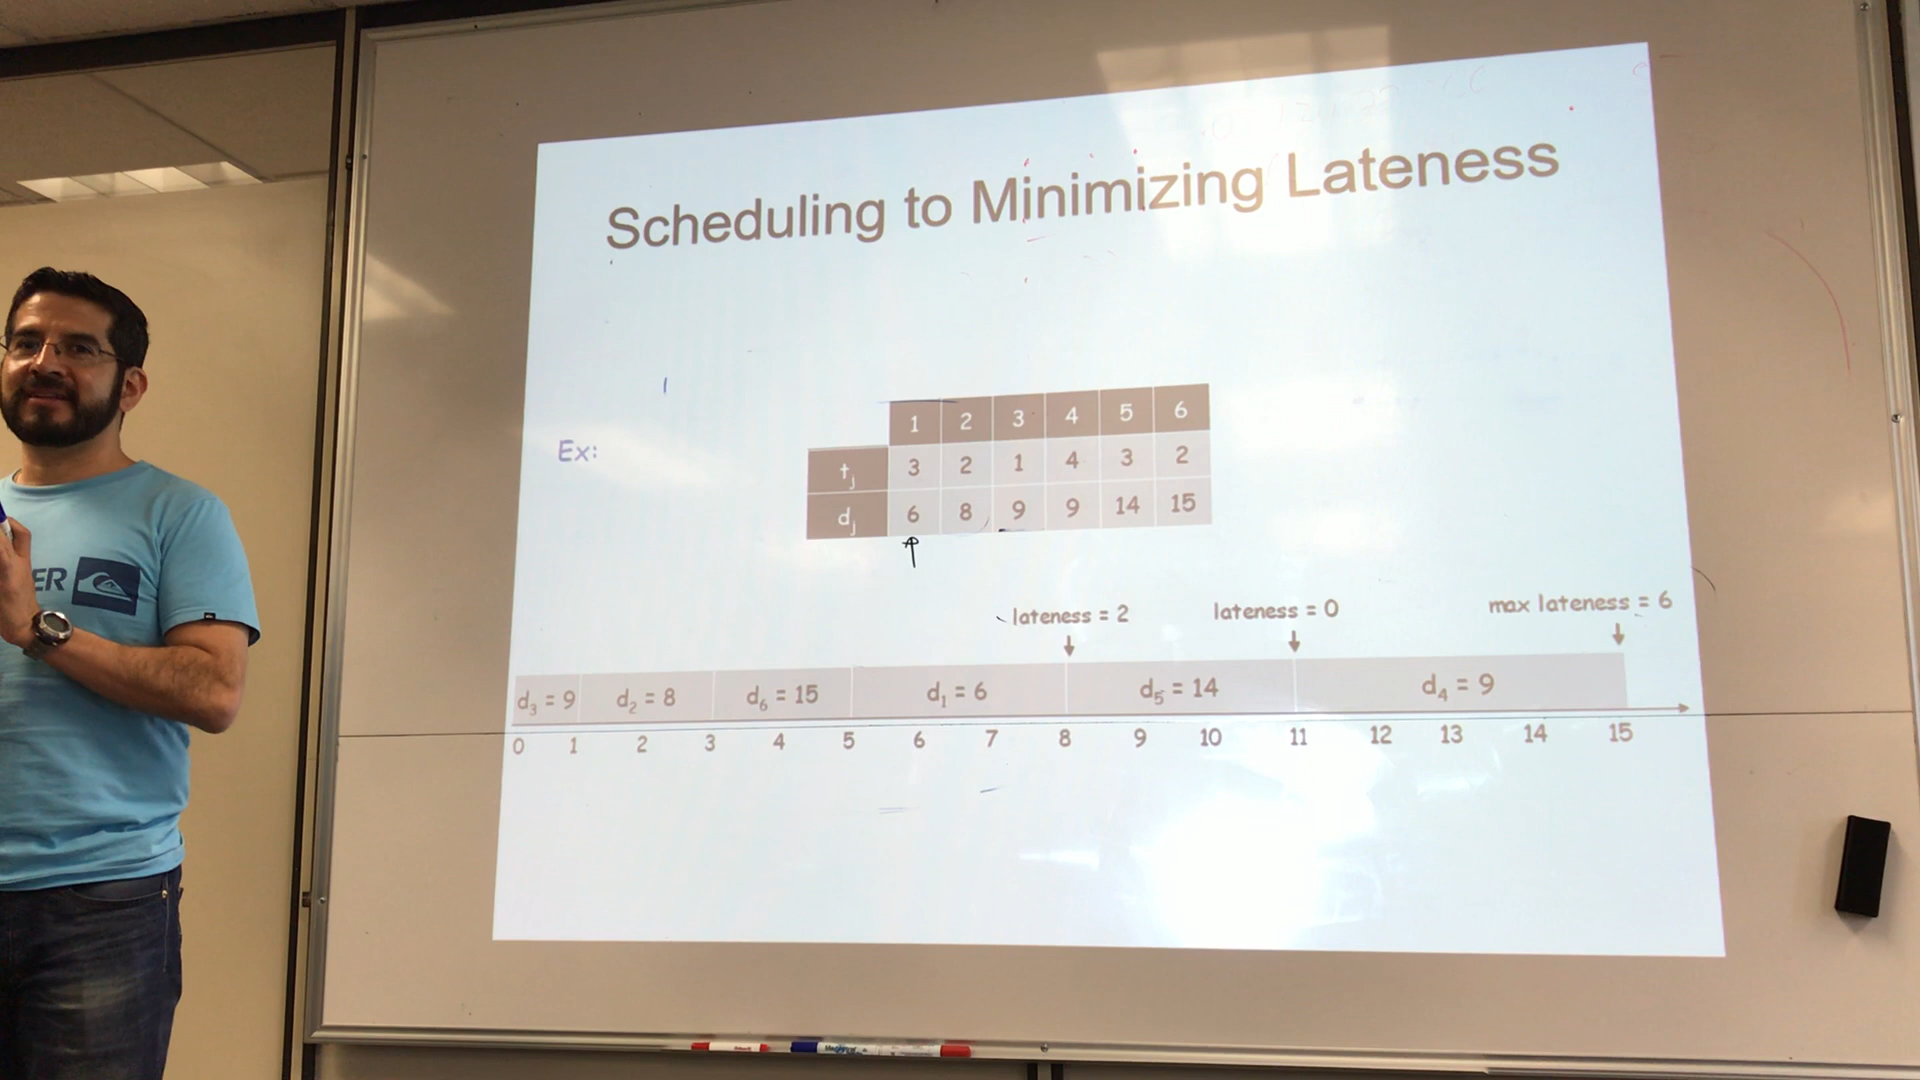 Scheduling to Minimizing Lateness
Ex:
1 2 3 4 5 6
tj 3 2 1 4 3 2
dj 6 8 9 9 14 15
lateness = 2 lateness = 0 max lateness = 6
d3 = 9 d2 = 8 d6 = 15 d1 = 6 d5 = 14 d4 = 9
0 1 2 3 4 5 6 7 8 9 10 11 12 13 14 15
ER